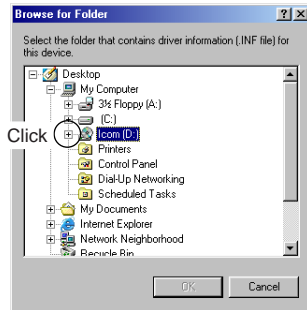 Browse for Folder
Select the folder that contains driver information (.INF file) for
this device.
Desktop
My Computer
3½ Floppy (A:)
(C:)
Click
Icom (D:)
Printers
Control Panel
Dial-Up Networking
Scheduled Tasks
My Documents
Internet Explorer
Network Neighborhood
Recycle Bin
OK
Cancel